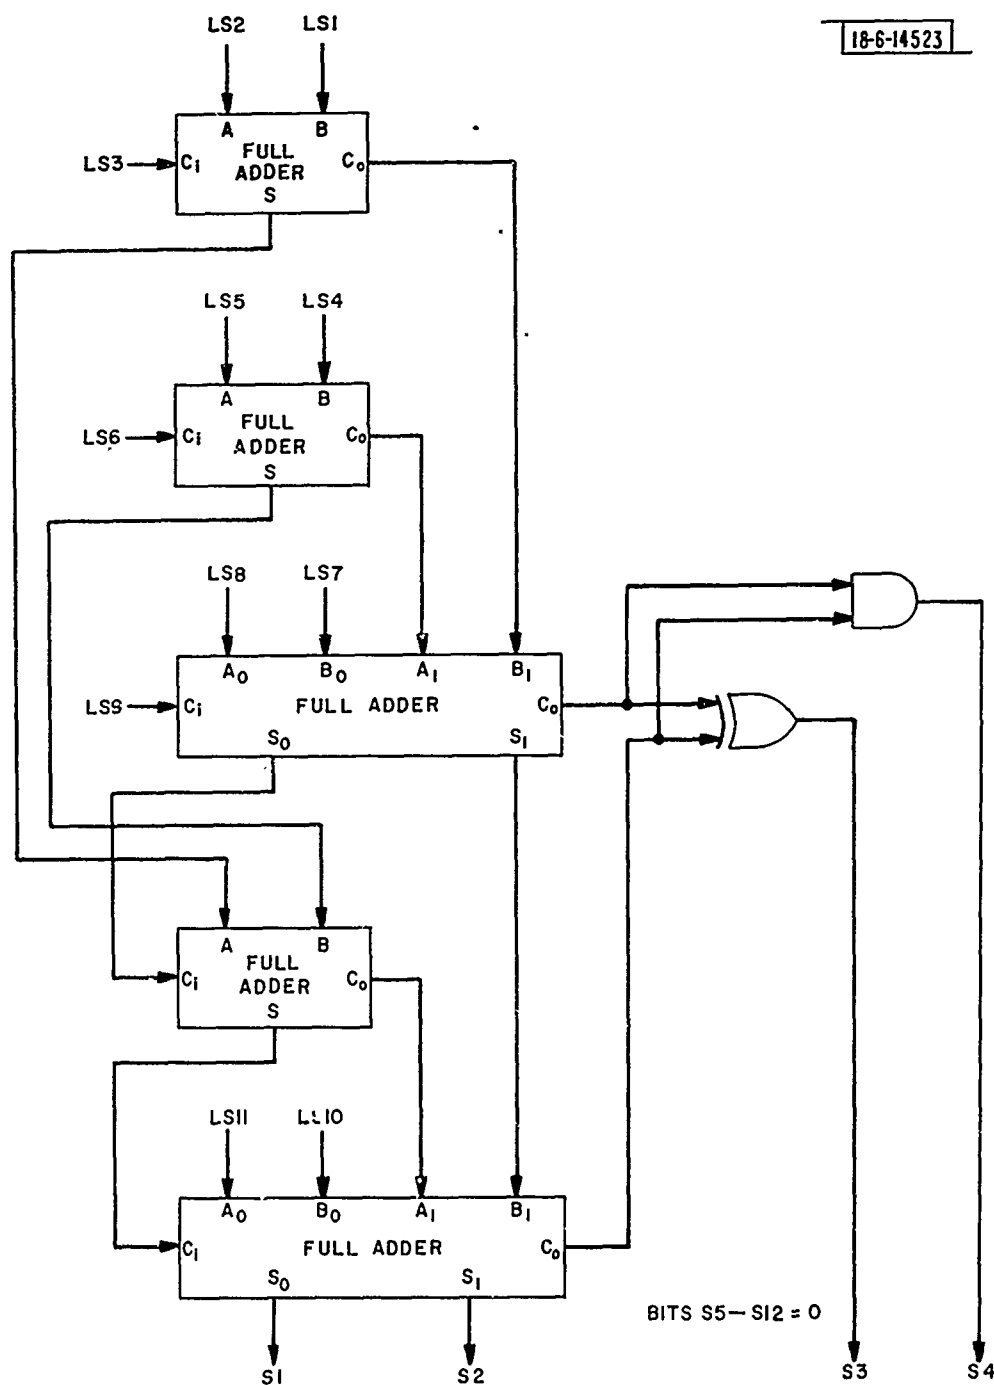 LS2 LS1
18-6-14523
A B
LS3 Ci FULL ADDER Co
S
LS5 LS4
A B
LS6 Ci FULL ADDER Co
S
LS8 LS7
A0 B0 A1 B1
LS9 Ci FULL ADDER Co
S0 S1
A B
Ci FULL ADDER Co
S
LS11 LS10
A0 B0 A1 B1
Ci FULL ADDER Co
S0 S1
BITS S5-S12 = 0
S1 S2 S3 S4